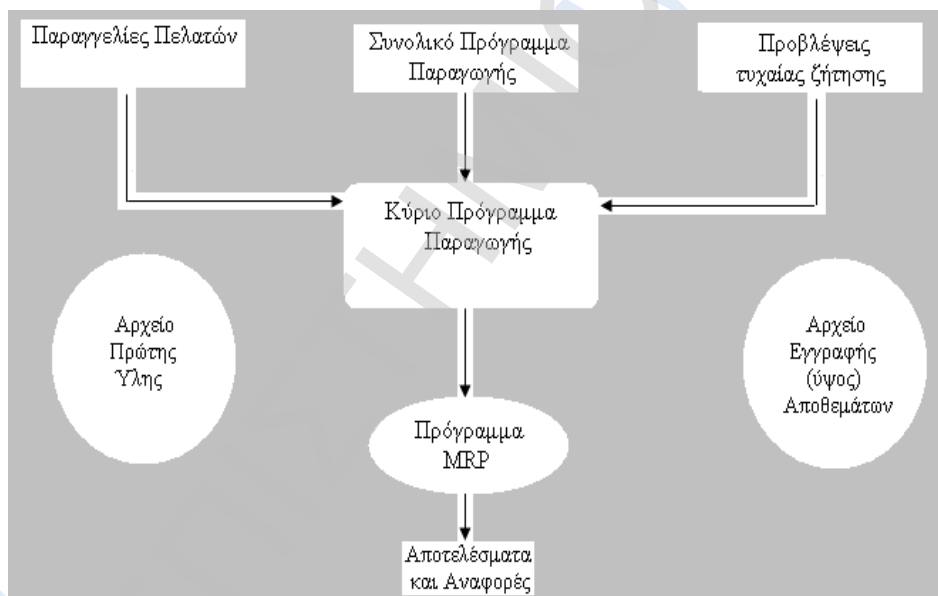 Παραγγελίες Πελατών
Συνολικό Πρόγραμμα
Παραγωγής
Προβλέψεις
τυχαίας ζήτησης
Κύριο Πρόγραμμα
Παραγωγής
Αρχείο
Πρώτης
Ύλης
Αρχείο
Εγγραφής
(ύψος)
Αποθεμάτων
Πρόγραμμα
MRP
Αποτελέσματα
και Αναφορές